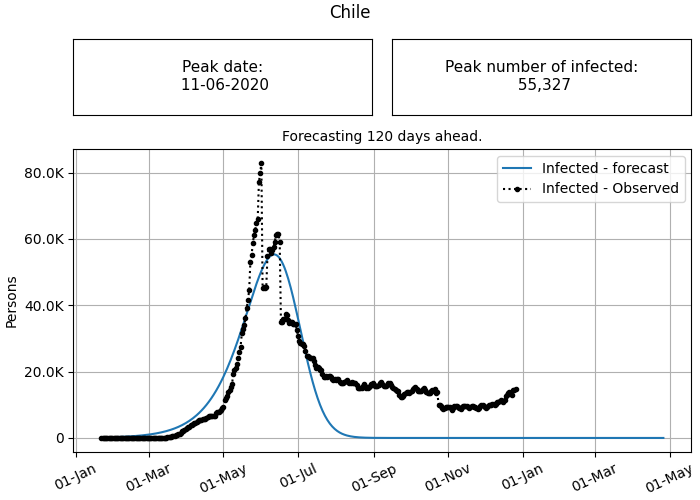 Chile
Peak date:
11-06-2020
Peak number of infected:
55,327
Forecasting 120 days ahead.
Infected - forecast
Infected - Observed
80.0K
60.0K
40.0K
20.0K
0
Persons
01-Jan
01-Mar
01-May
01-Jul
01-Sep
01-Nov
01-Jan
01-Mar
01-May